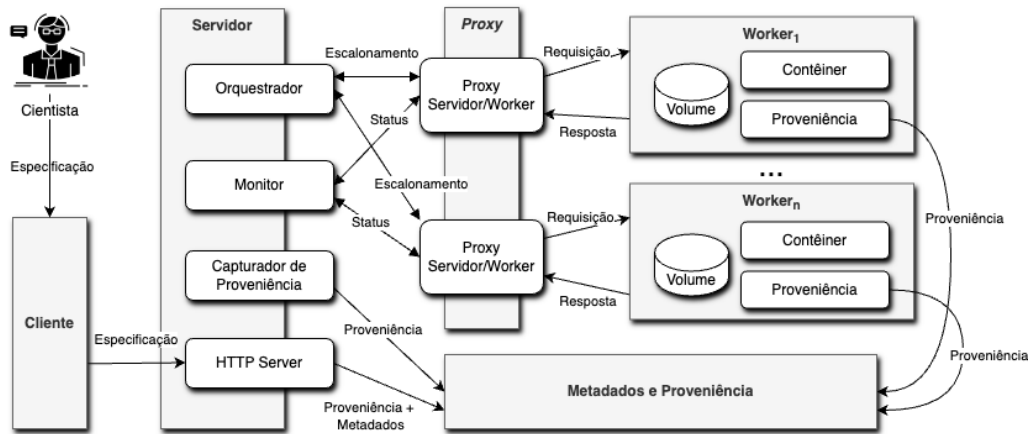 Cientista
Especificação
Cliente
Especificação
Servidor
Orquestrador
Monitor
Capturador de
Proveniência
HTTP Server
Escalonamento
Status
Escalonamento
Status
Proveniência
Proveniência +
Metadados
Proxy
Proxy
Servidor/Worker
Proxy
Servidor/Worker
Requisição
Resposta
Requisição
Resposta
Worker₁
Volume
Contêiner
Proveniência
...
Workerₙ
Volume
Contêiner
Proveniência
Proveniência
Proveniência
Metadados e Proveniência